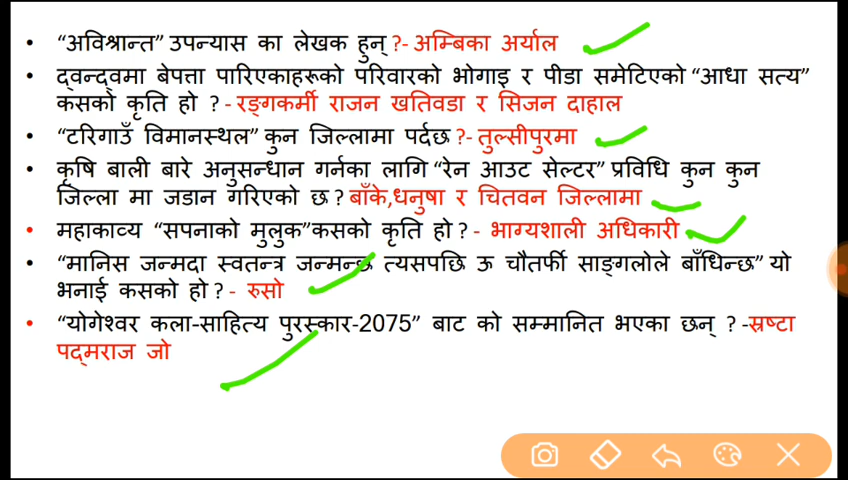 • “अविश्रान्त” उपन्यास का लेखक हुन् ?- अम्बिका अर्याल
• द्वन्द्वमा बेपत्ता पारिएकाहरूको परिवारको भोगाइ र पीडा समेटिएको “आधा सत्य”
कसको कृति हो ? - रङ्गकर्मी राजन खतिवडा र सिजन दाहाल
• “टरिगाउँ विमानस्थल” कुन जिल्लामा पर्दछ ?- तुल्सीपुरमा
• कृषि बाली बारे अनुसन्धान गर्नका लागि “रेन आउट सेल्टर” प्रविधि कुन कुन
जिल्ला मा जडान गरिएको छ ? बाँके,धनुषा र चितवन जिल्लामा
• महाकाव्य “सपनाको मुलुक”कसको कृति हो ? - भाग्यशाली अधिकारी
• “मानिस जन्मदा स्वतन्त्र जन्मन्छ त्यसपछि ऊ चौतर्फी साङ्गलोले बाँधिन्छ” यो
भनाई कसको हो ? - रुसो
• “योगेश्वर कला-साहित्य पुरस्कार-2075” बाट को सम्मानित भएका छन् ? -स्रष्टा
पद्मराज जो